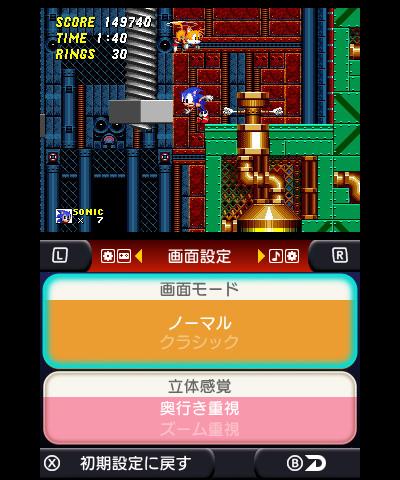 SCORE 149740
TIME 1:40
RINGS 30
SONIC
× 7
L 画面設定 R
画面モード
ノーマル
クラシック
立体感覚
奥行き重視
ズーム重視
X 初期設定に戻す B